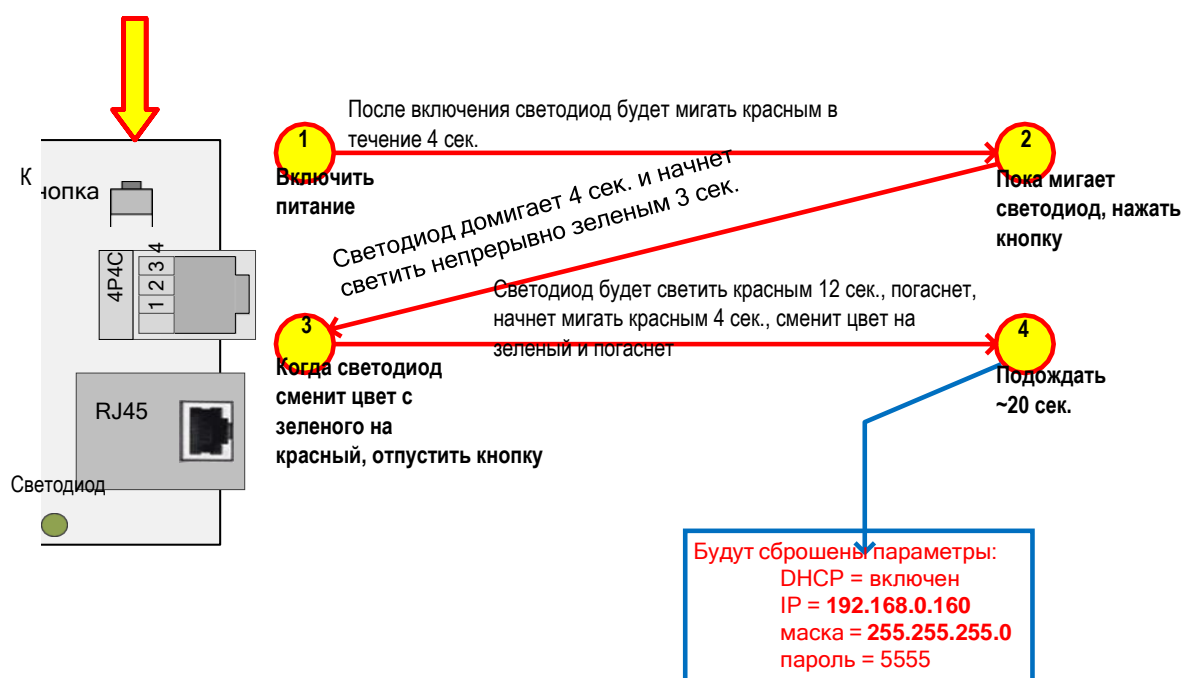 После включения светодиод будет мигать красным в
течение 4 сек.
1
Включить
питание
2
Пока мигает
светодиод, нажать
кнопку
Светодиод домигает 4 сек. и начнет
светить непрерывно зеленым 3 сек.
К
нопка
4P4C
1 2 3 4
RJ45
Светодиод
3
Когда светодиод
сменит цвет с
зеленого на
красный, отпустить кнопку
Светодиод будет светить красным 12 сек., погаснет,
начнет мигать красным 4 сек., сменит цвет на
зеленый и погаснет
4
Подождать
~20 сек.
Будут сброшены параметры:
DHCP = включен
IP = 192.168.0.160
маска = 255.255.255.0
пароль = 5555